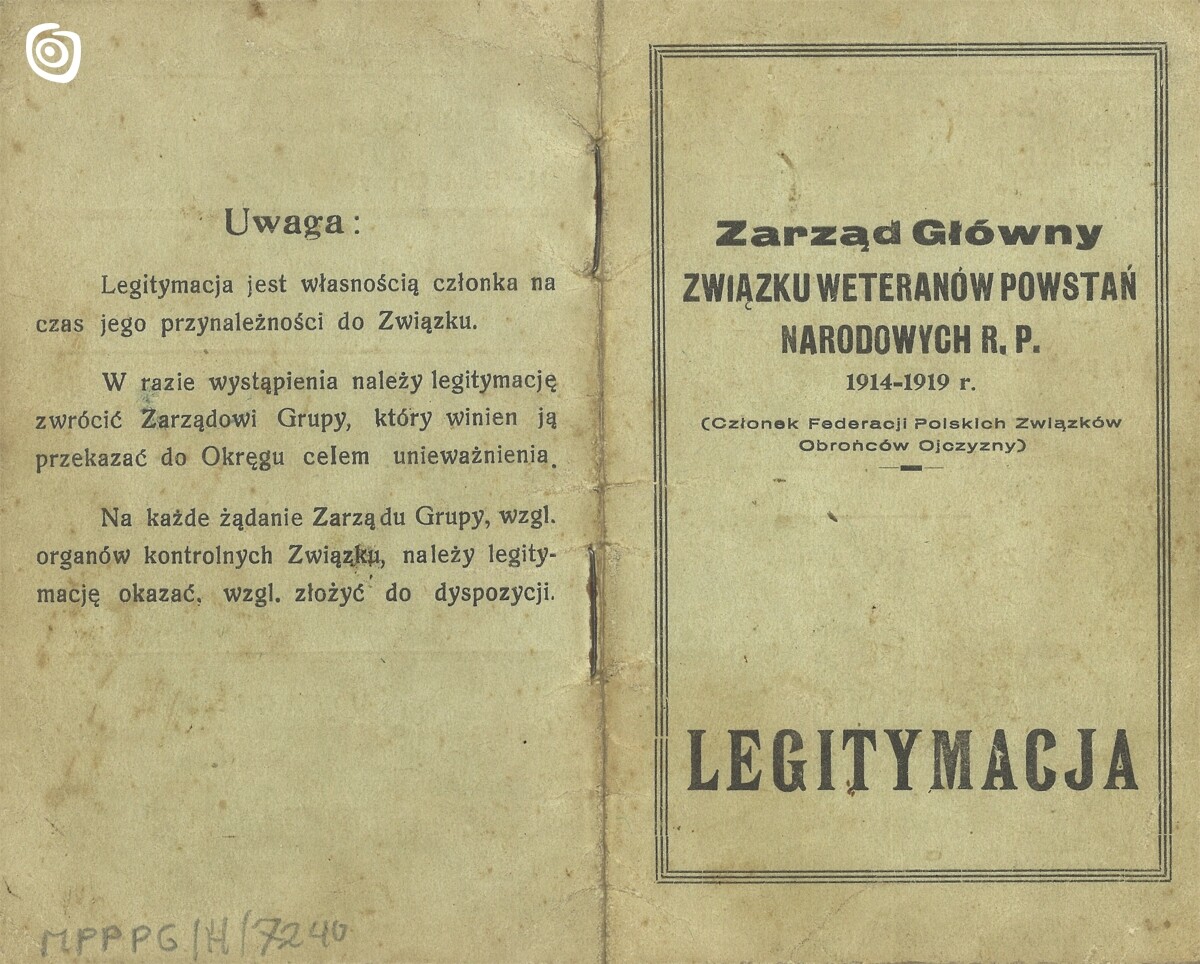 Uwaga:
Legitymacja jest własnością członka na
czas jego przynależności do Związku.
W razie wystąpienia należy legitymację
zwrócić Zarządowi Grupy, który winien ją
przekazać do Okręgu celem unieważnienia.
Na każde żądanie Zarządu Grupy, wzgl.
organów kontrolnych Związku, należy legity-
mację okazać, wzgl. złożyć do dyspozycji.
MPPPG/H/7240
Zarząd Główny
ZWIĄZKU WETERANÓW POWSTAŃ
NARODOWYCH R. P.
1914-1919 r.
(Członek Federacji Polskich Związków
Obrońców Ojczyzny)
LEGITYMACJA